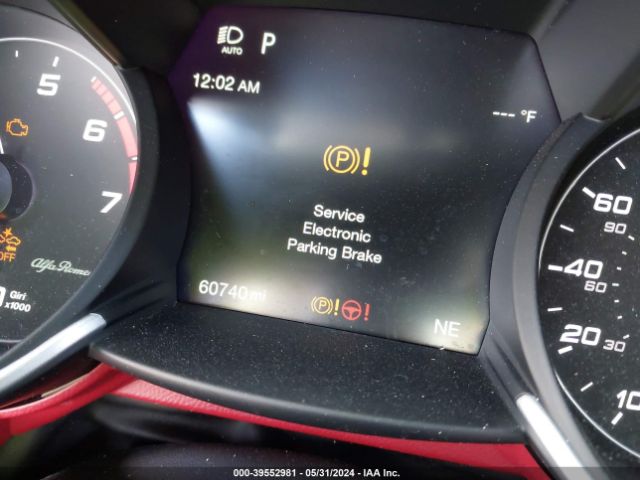 AUTO P
12:02 AM
--- °F
5
6
7
P !
Service
Electronic
Parking Brake
OFF
Alfa Romeo
Giri
x1000
60740 mi
P ! !
NE
60
90
40
60
20
30
10
000-39552981 - 05/31/2024 - IAA Inc.